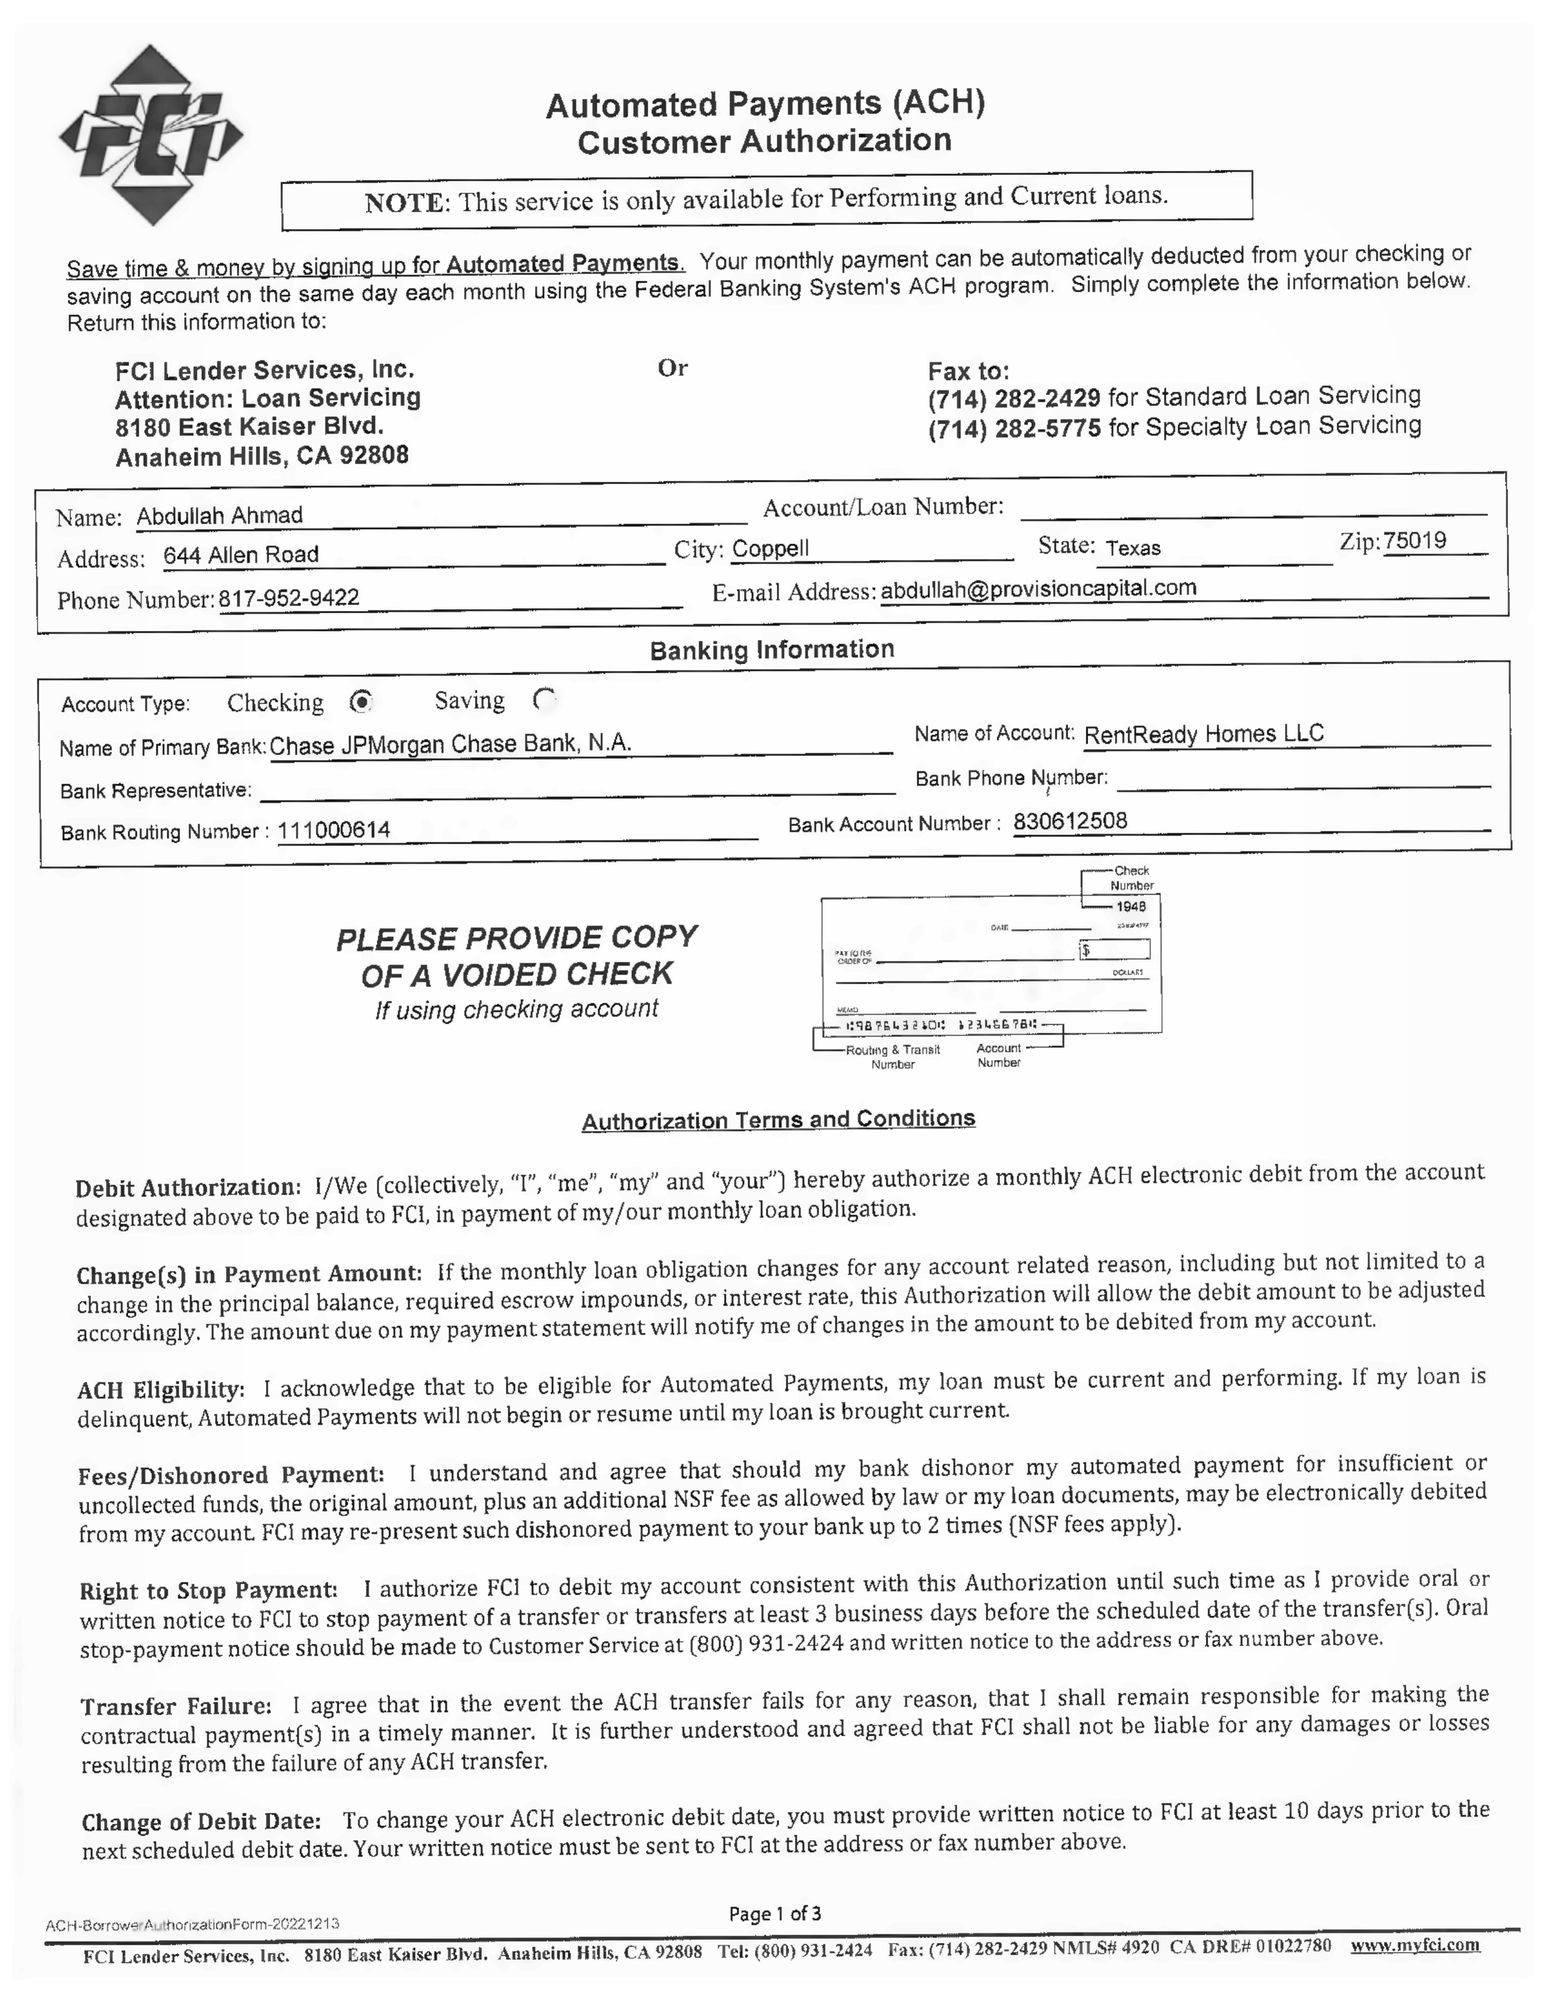 FCI
Automated Payments (ACH)
Customer Authorization
NOTE: This service is only available for Performing and Current loans.
Save time & money by signing up for Automated Payments. Your monthly payment can be automatically deducted from your checking or
saving account on the same day each month using the Federal Banking System's ACH program. Simply complete the information below.
Return this information to:
FCI Lender Services, Inc.
Attention: Loan Servicing
8180 East Kaiser Blvd.
Anaheim Hills, CA 92808
Or
Fax to:
(714) 282-2429 for Standard Loan Servicing
(714) 282-5775 for Specialty Loan Servicing
Name: Abdullah Ahmad Account/Loan Number:
Address: 644 Allen Road City: Coppell State: Texas Zip: 75019
Phone Number: 817-952-9422 E-mail Address: abdullah@provisioncapital.com
Banking Information
Account Type: Checking Saving
Name of Primary Bank: Chase JPMorgan Chase Bank, N.A. Name of Account: RentReady Homes LLC
Bank Representative: Bank Phone Number:
Bank Routing Number : 111000614 Bank Account Number : 830612508
PLEASE PROVIDE COPY
OF A VOIDED CHECK
If using checking account
Check
Number
1948
DATE
PAY TO THE
ORDER OF
$
DOLLARS
MEMO
Routing & Transit
Number
Account
Number
Authorization Terms and Conditions
Debit Authorization: I/We (collectively, “I”, “me”, “my” and “your”) hereby authorize a monthly ACH electronic debit from the account
designated above to be paid to FCI, in payment of my/our monthly loan obligation.
Change(s) in Payment Amount: If the monthly loan obligation changes for any account related reason, including but not limited to a
change in the principal balance, required escrow impounds, or interest rate, this Authorization will allow the debit amount to be adjusted
accordingly. The amount due on my payment statement will notify me of changes in the amount to be debited from my account.
ACH Eligibility: I acknowledge that to be eligible for Automated Payments, my loan must be current and performing. If my loan is
delinquent, Automated Payments will not begin or resume until my loan is brought current.
Fees/Dishonored Payment: I understand and agree that should my bank dishonor my automated payment for insufficient or
uncollected funds, the original amount, plus an additional NSF fee as allowed by law or my loan documents, may be electronically debited
from my account. FCI may re-present such dishonored payment to your bank up to 2 times (NSF fees apply).
Right to Stop Payment: I authorize FCI to debit my account consistent with this Authorization until such time as I provide oral or
written notice to FCI to stop payment of a transfer or transfers at least 3 business days before the scheduled date of the transfer(s). Oral
stop-payment notice should be made to Customer Service at (800) 931-2424 and written notice to the address or fax number above.
Transfer Failure: I agree that in the event the ACH transfer fails for any reason, that I shall remain responsible for making the
contractual payment(s) in a timely manner. It is further understood and agreed that FCI shall not be liable for any damages or losses
resulting from the failure of any ACH transfer.
Change of Debit Date: To change your ACH electronic debit date, you must provide written notice to FCI at least 10 days prior to the
next scheduled debit date. Your written notice must be sent to FCI at the address or fax number above.
Page 1 of 3
ACH-BorrowerAuthorizationForm-20221213
FCI Lender Services, Inc. 8180 East Kaiser Blvd. Anaheim Hills, CA 92808 Tel: (800) 931-2424 Fax: (714) 282-2429 NMLS# 4920 CA DRE# 01022780 www.myfci.com